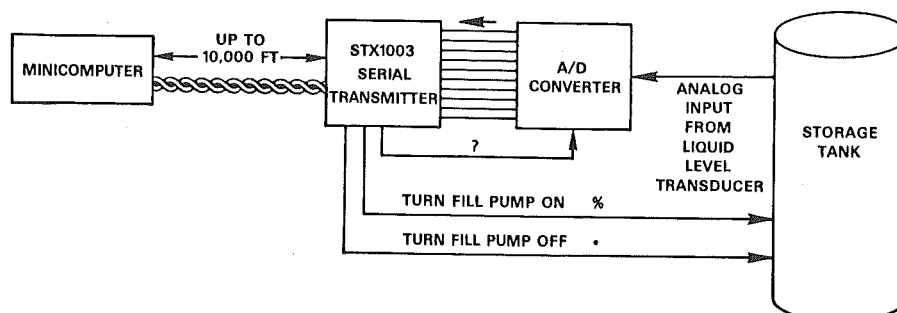 MINICOMPUTER
UP TO
10,000 FT
STX1003
SERIAL
TRANSMITTER
A/D
CONVERTER
ANALOG
INPUT
FROM
LIQUID
LEVEL
TRANSDUCER
STORAGE
TANK
?
TURN FILL PUMP ON %
TURN FILL PUMP OFF •